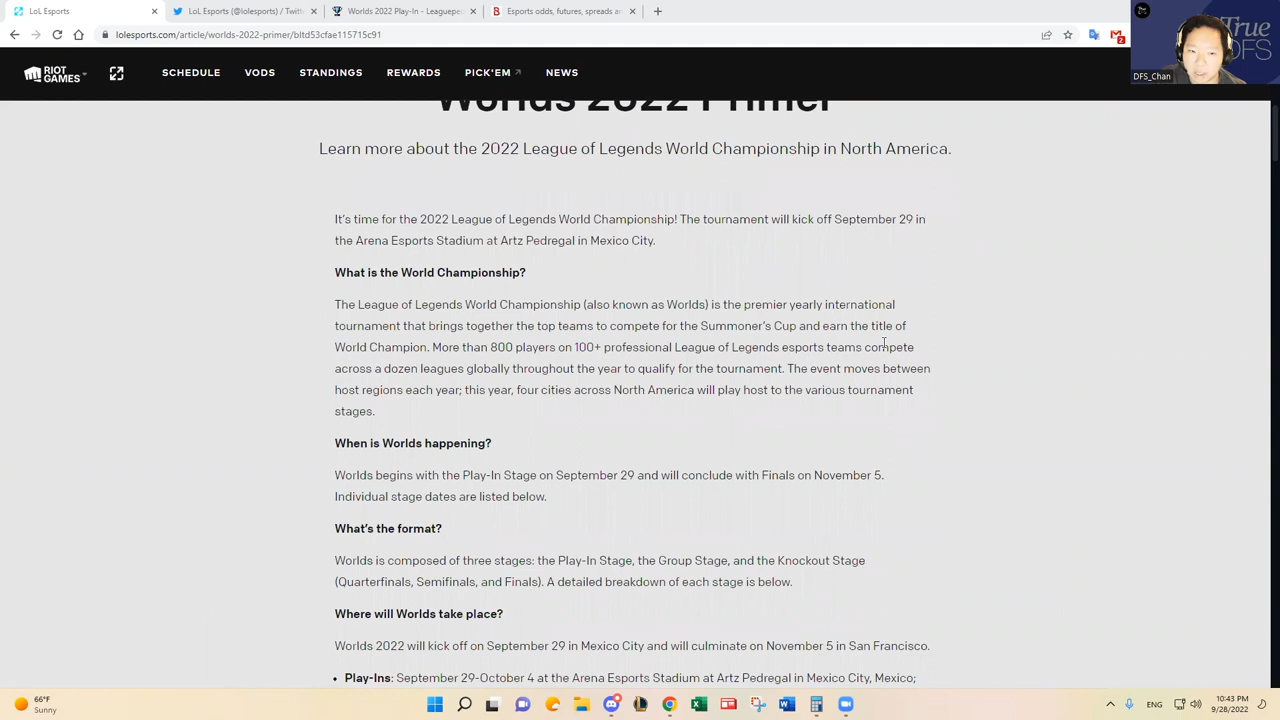 LoL Esports
LoL Esports (@lolesports) / Twitt
Worlds 2022 Play-In - Leaguepe
Esports odds, futures, spreads an
lolesports.com/article/worlds-2022-primer/bltd53cfae115715c91
2
True
DFS
DFS_Chan
RIOT
GAMES
SCHEDULE
VODS
STANDINGS
REWARDS
PICK'EM
NEWS
Worlds 2022 Primer
Learn more about the 2022 League of Legends World Championship in North America.
It's time for the 2022 League of Legends World Championship! The tournament will kick off September 29 in
the Arena Esports Stadium at Artz Pedregal in Mexico City.
What is the World Championship?
The League of Legends World Championship (also known as Worlds) is the premier yearly international
tournament that brings together the top teams to compete for the Summoner's Cup and earn the title of
World Champion. More than 800 players on 100+ professional League of Legends esports teams compete
across a dozen leagues globally throughout the year to qualify for the tournament. The event moves between
host regions each year; this year, four cities across North America will play host to the various tournament
stages.
When is Worlds happening?
Worlds begins with the Play-In Stage on September 29 and will conclude with Finals on November 5.
Individual stage dates are listed below.
What's the format?
Worlds is composed of three stages: the Play-In Stage, the Group Stage, and the Knockout Stage
(Quarterfinals, Semifinals, and Finals). A detailed breakdown of each stage is below.
Where will Worlds take place?
Worlds 2022 will kick off on September 29 in Mexico City and will culminate on November 5 in San Francisco.
• Play-Ins: September 29-October 4 at the Arena Esports Stadium at Artz Pedregal in Mexico City, Mexico;
66°F
Sunny
ENG
10:43 PM
9/28/2022